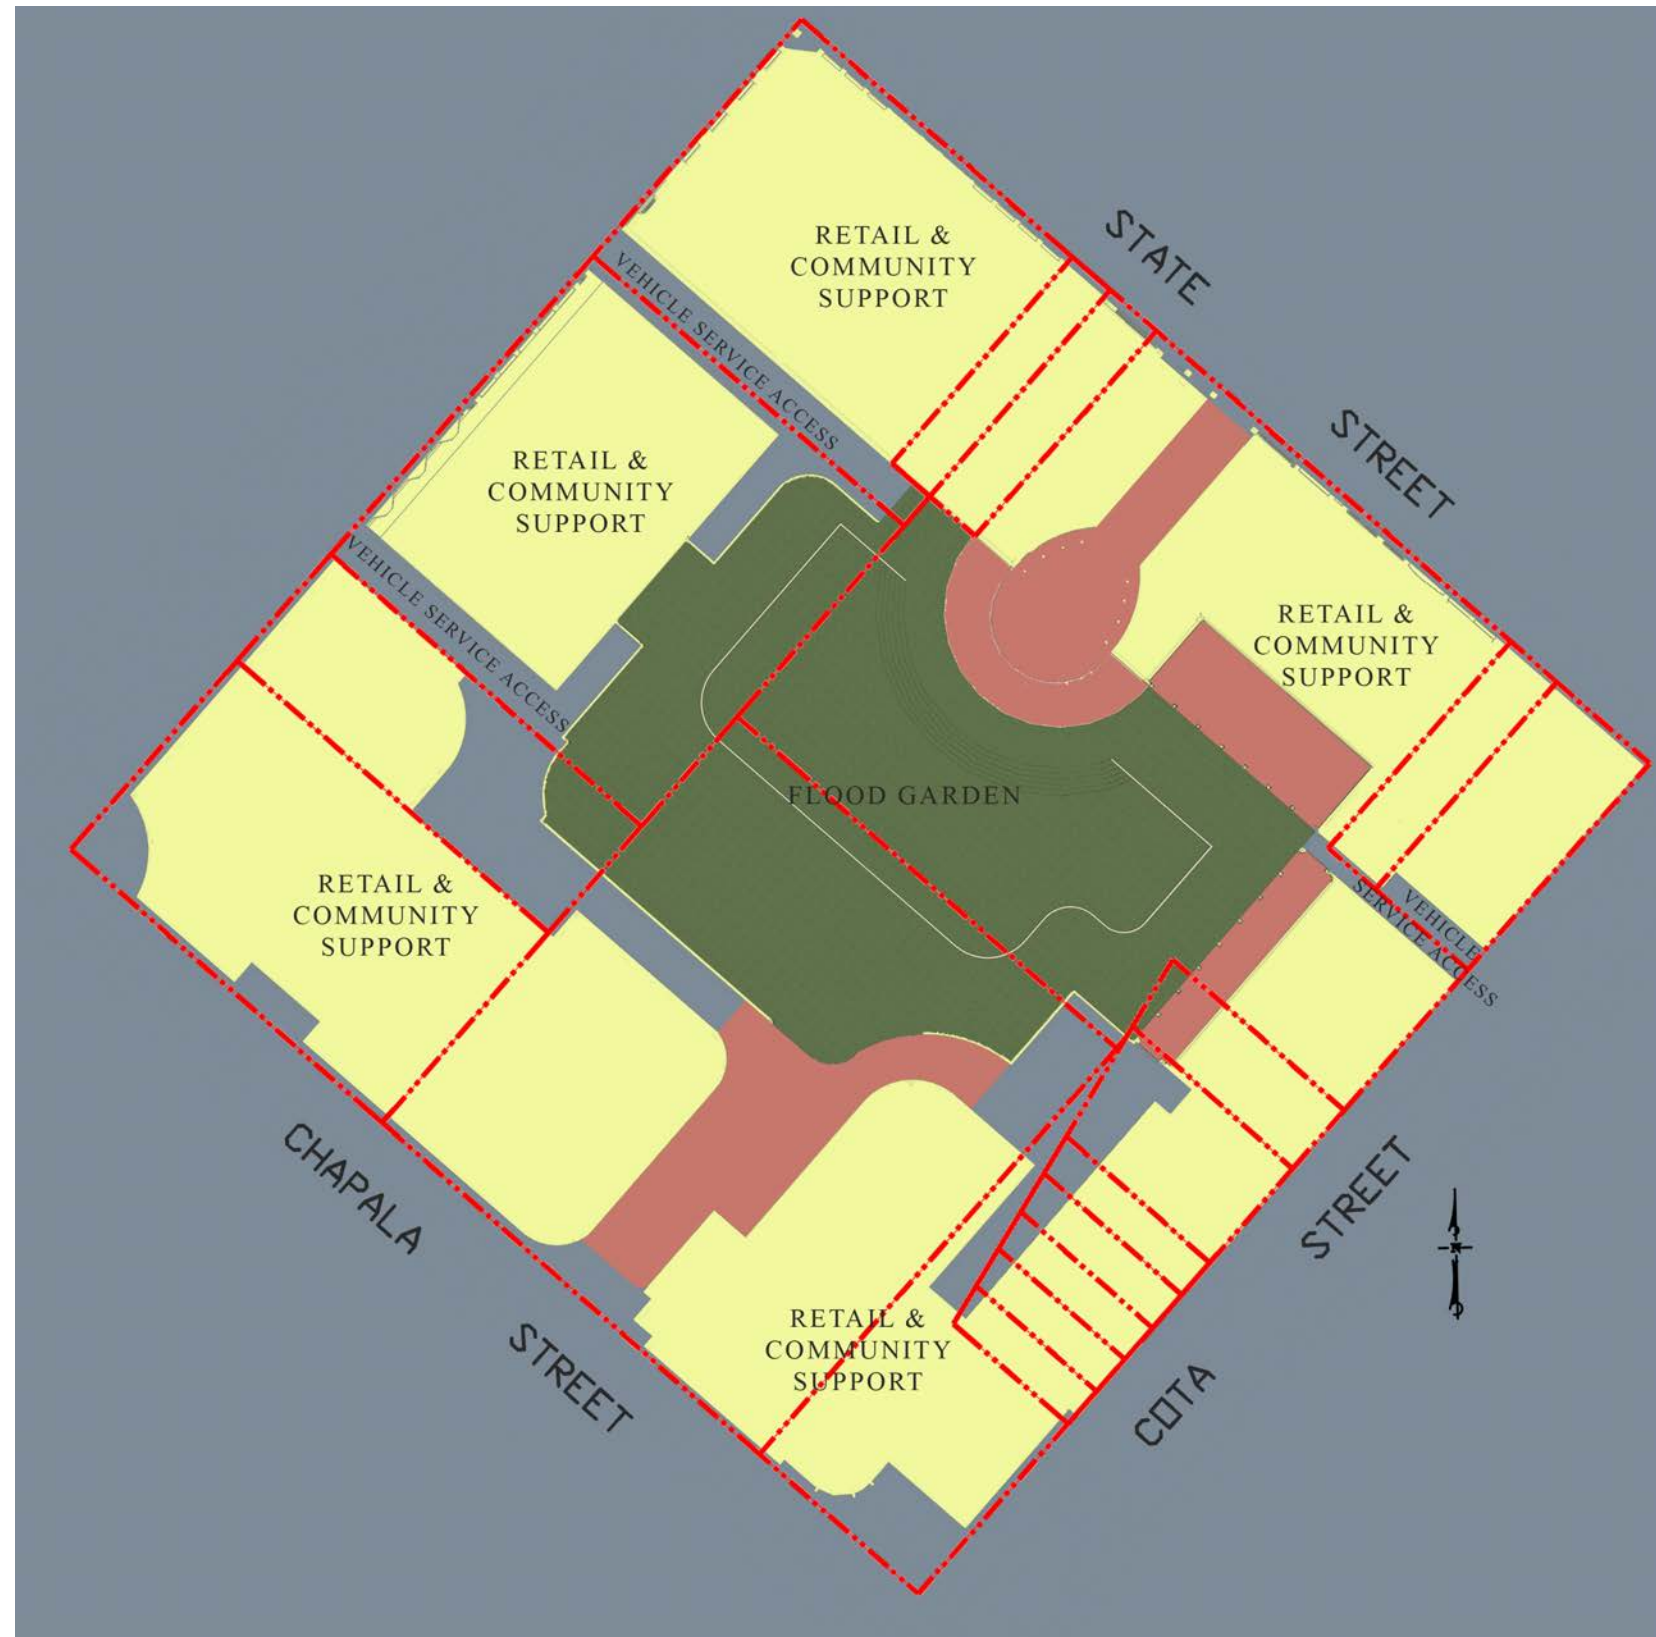 STATE
STREET
RETAIL &
COMMUNITY
SUPPORT
VEHICLE SERVICE ACCESS
RETAIL &
COMMUNITY
SUPPORT
VEHICLE SERVICE ACCESS
RETAIL &
COMMUNITY
SUPPORT
FLOOD GARDEN
VEHICLE
SERVICE ACCESS
RETAIL &
COMMUNITY
SUPPORT
CHAPALA
STREET
RETAIL &
COMMUNITY
SUPPORT
COTA
STREET